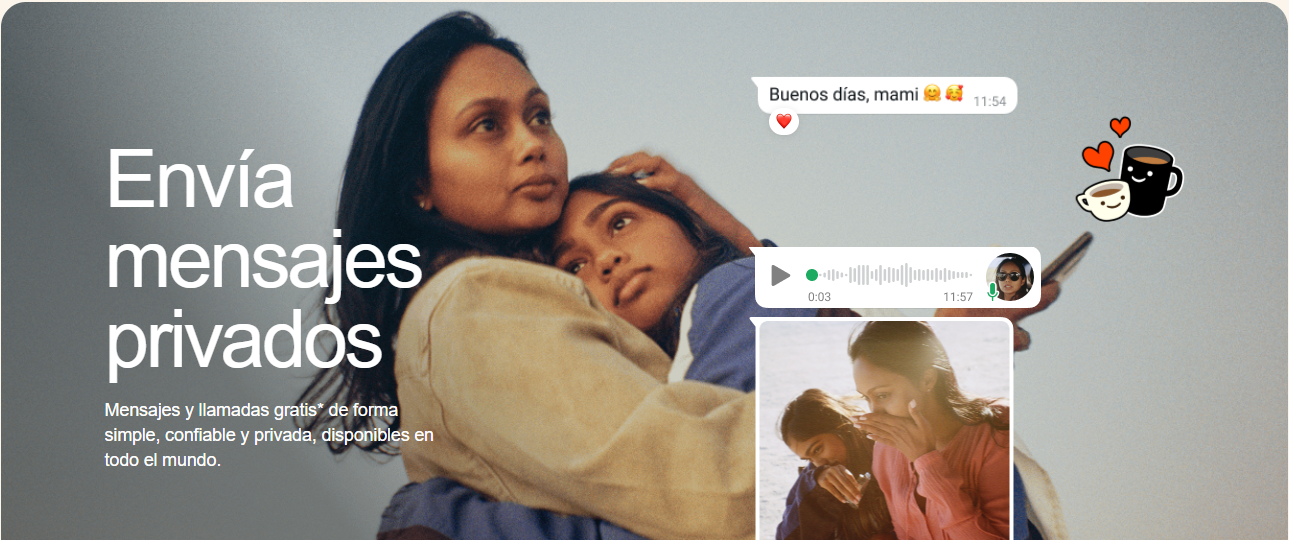 Envía
mensajes
privados
Mensajes y llamadas gratis* de forma
simple, confiable y privada, disponibles en
todo el mundo.
Buenos días, mami 🤗 🥰 11:54
0:03 11:57